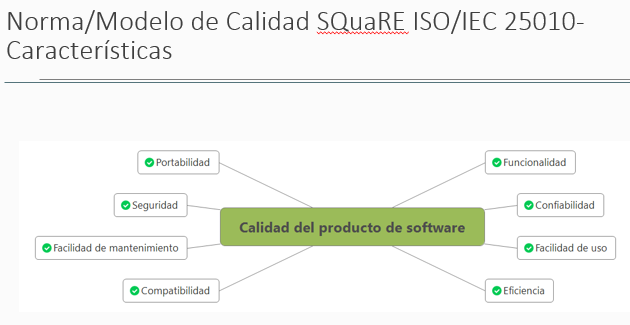 Norma/Modelo de Calidad SQuaRE ISO/IEC 25010-
Características
Portabilidad
Funcionalidad
Seguridad
Confiabilidad
Calidad del producto de software
Facilidad de mantenimiento
Facilidad de uso
Compatibilidad
Eficiencia